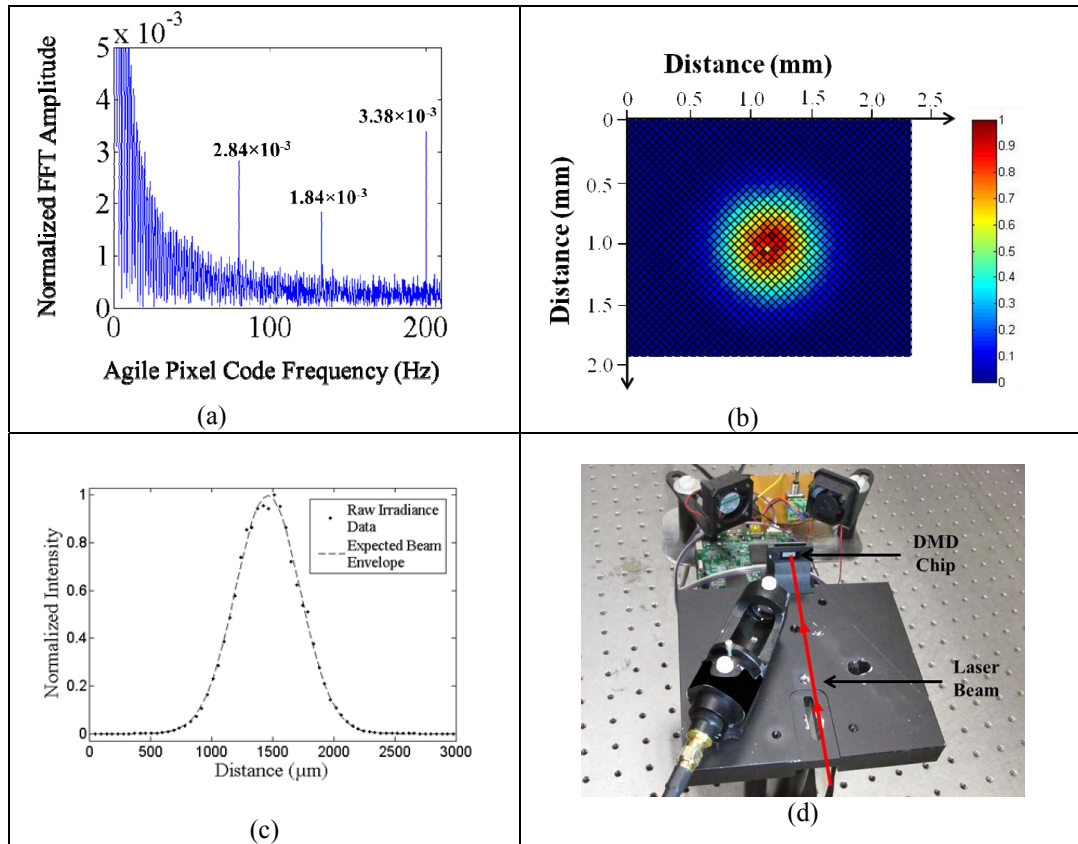 x 10⁻³
5
4
3
2
1
0
Normalized FFT Amplitude
2.84×10⁻³
1.84×10⁻³
3.38×10⁻³
0
100
200
Agile Pixel Code Frequency (Hz)
(a)
Distance (mm)
0
0.5
1.0
1.5
2.0
2.5
0
0.5
1.0
1.5
2.0
Distance (mm)
1
0.9
0.8
0.7
0.6
0.5
0.4
0.3
0.2
0.1
0
(b)
1
0.8
0.6
0.4
0.2
0
Normalized Intensity
Raw Irradiance
Data
Expected Beam
Envelope
0
500
1000
1500
2000
2500
3000
Distance (µm)
(c)
DMD
Chip
Laser
Beam
(d)